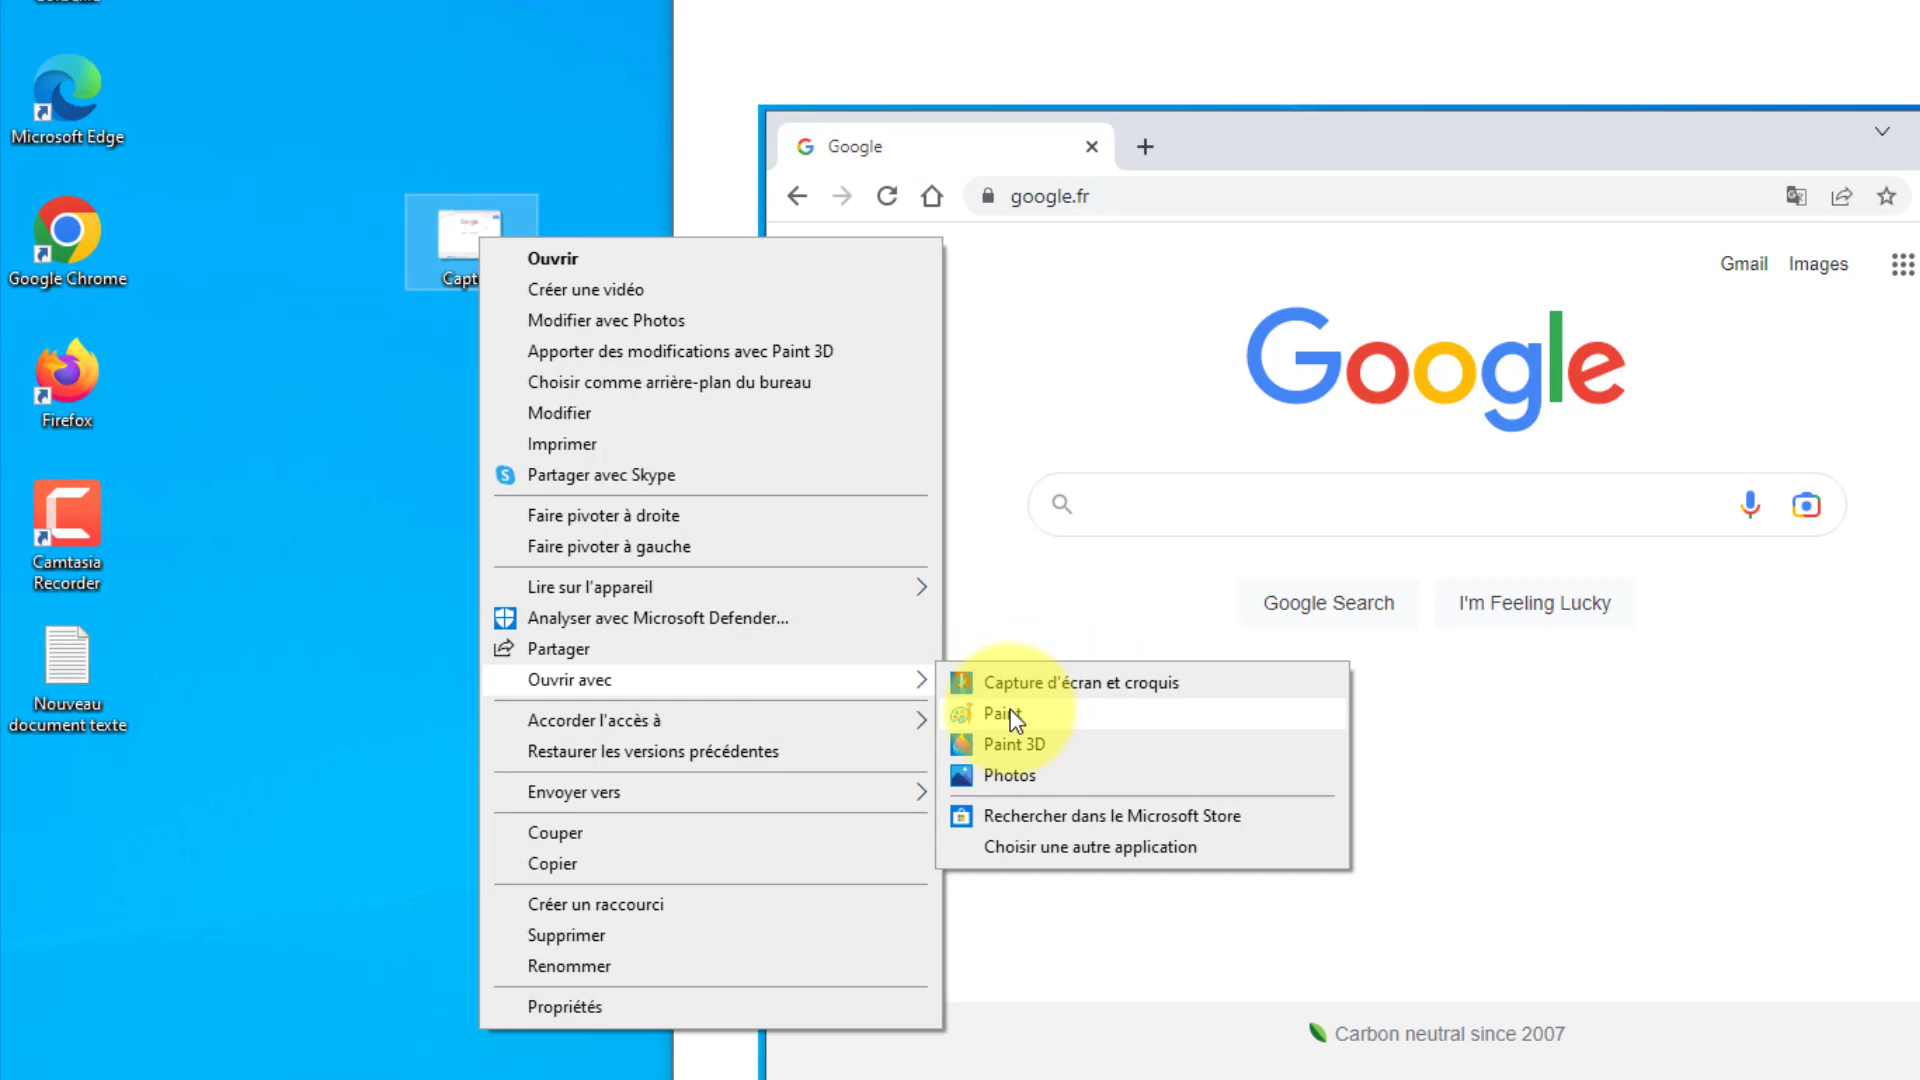 Microsoft Edge
Google Chrome
Firefox
Camtasia
Recorder
Nouveau
document texte
Ouvrir
Créer une vidéo
Modifier avec Photos
Apporter des modifications avec Paint 3D
Choisir comme arrière-plan du bureau
Modifier
Imprimer
Partager avec Skype
Faire pivoter à droite
Faire pivoter à gauche
Lire sur l'appareil
Analyser avec Microsoft Defender...
Partager
Ouvrir avec
Accorder l'accès à
Restaurer les versions précédentes
Envoyer vers
Couper
Copier
Créer un raccourci
Supprimer
Renommer
Propriétés
Capture d'écran et croquis
Paint
Paint 3D
Photos
Rechercher dans le Microsoft Store
Choisir une autre application
Google
google.fr
Gmail Images
Google
Google Search I'm Feeling Lucky
Carbon neutral since 2007